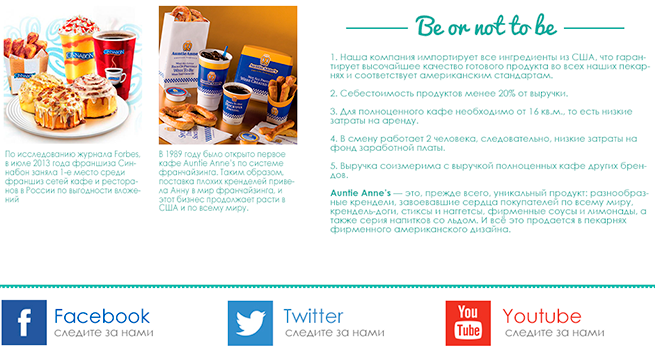 CINNABON
Auntie Anne's
По исследованию журнала Forbes,
в июле 2013 года франшиза Син-
набон заняла 1-е место среди
франшиз сетей кафе и рестора-
нов в России по выгодности вложе-
ний
В 1989 году было открыто первое
кафе Auntie Anne's по системе
франчайзинга. Таким образом,
поставка плохих кренделей приве-
ла Анну в мир франчайзинга, и
этот бизнес продолжает расти в
США и по всему миру.
Be or not to be
1. Наша компания импортирует все ингредиенты из США, что гаран-
тирует высочайшее качество готового продукта во всех наших пекар-
нях и соответствует американским стандартам.
2. Себестоимость продуктов менее 20% от выручки.
3. Для полноценного кафе необходимо от 16 кв.м., то есть низкие
затраты на аренду.
4. В смену работает 2 человека, следовательно, низкие затраты на
фонд заработной платы.
5. Выручка соизмерима с выручкой полноценных кафе других брен-
дов.
Auntie Anne's — это, прежде всего, уникальный продукт: разнообраз-
ные крендели, завоевавшие сердца покупателей по всему миру,
крендель-доги, стиксы и наггетсы, фирменные соусы и лимонады, а
также серия напитков со льдом. И всё это продается в пекарнях
фирменного американского дизайна.
f Facebook
следите за нами
Twitter
следите за нами
You
Tube
Youtube
следите за нами